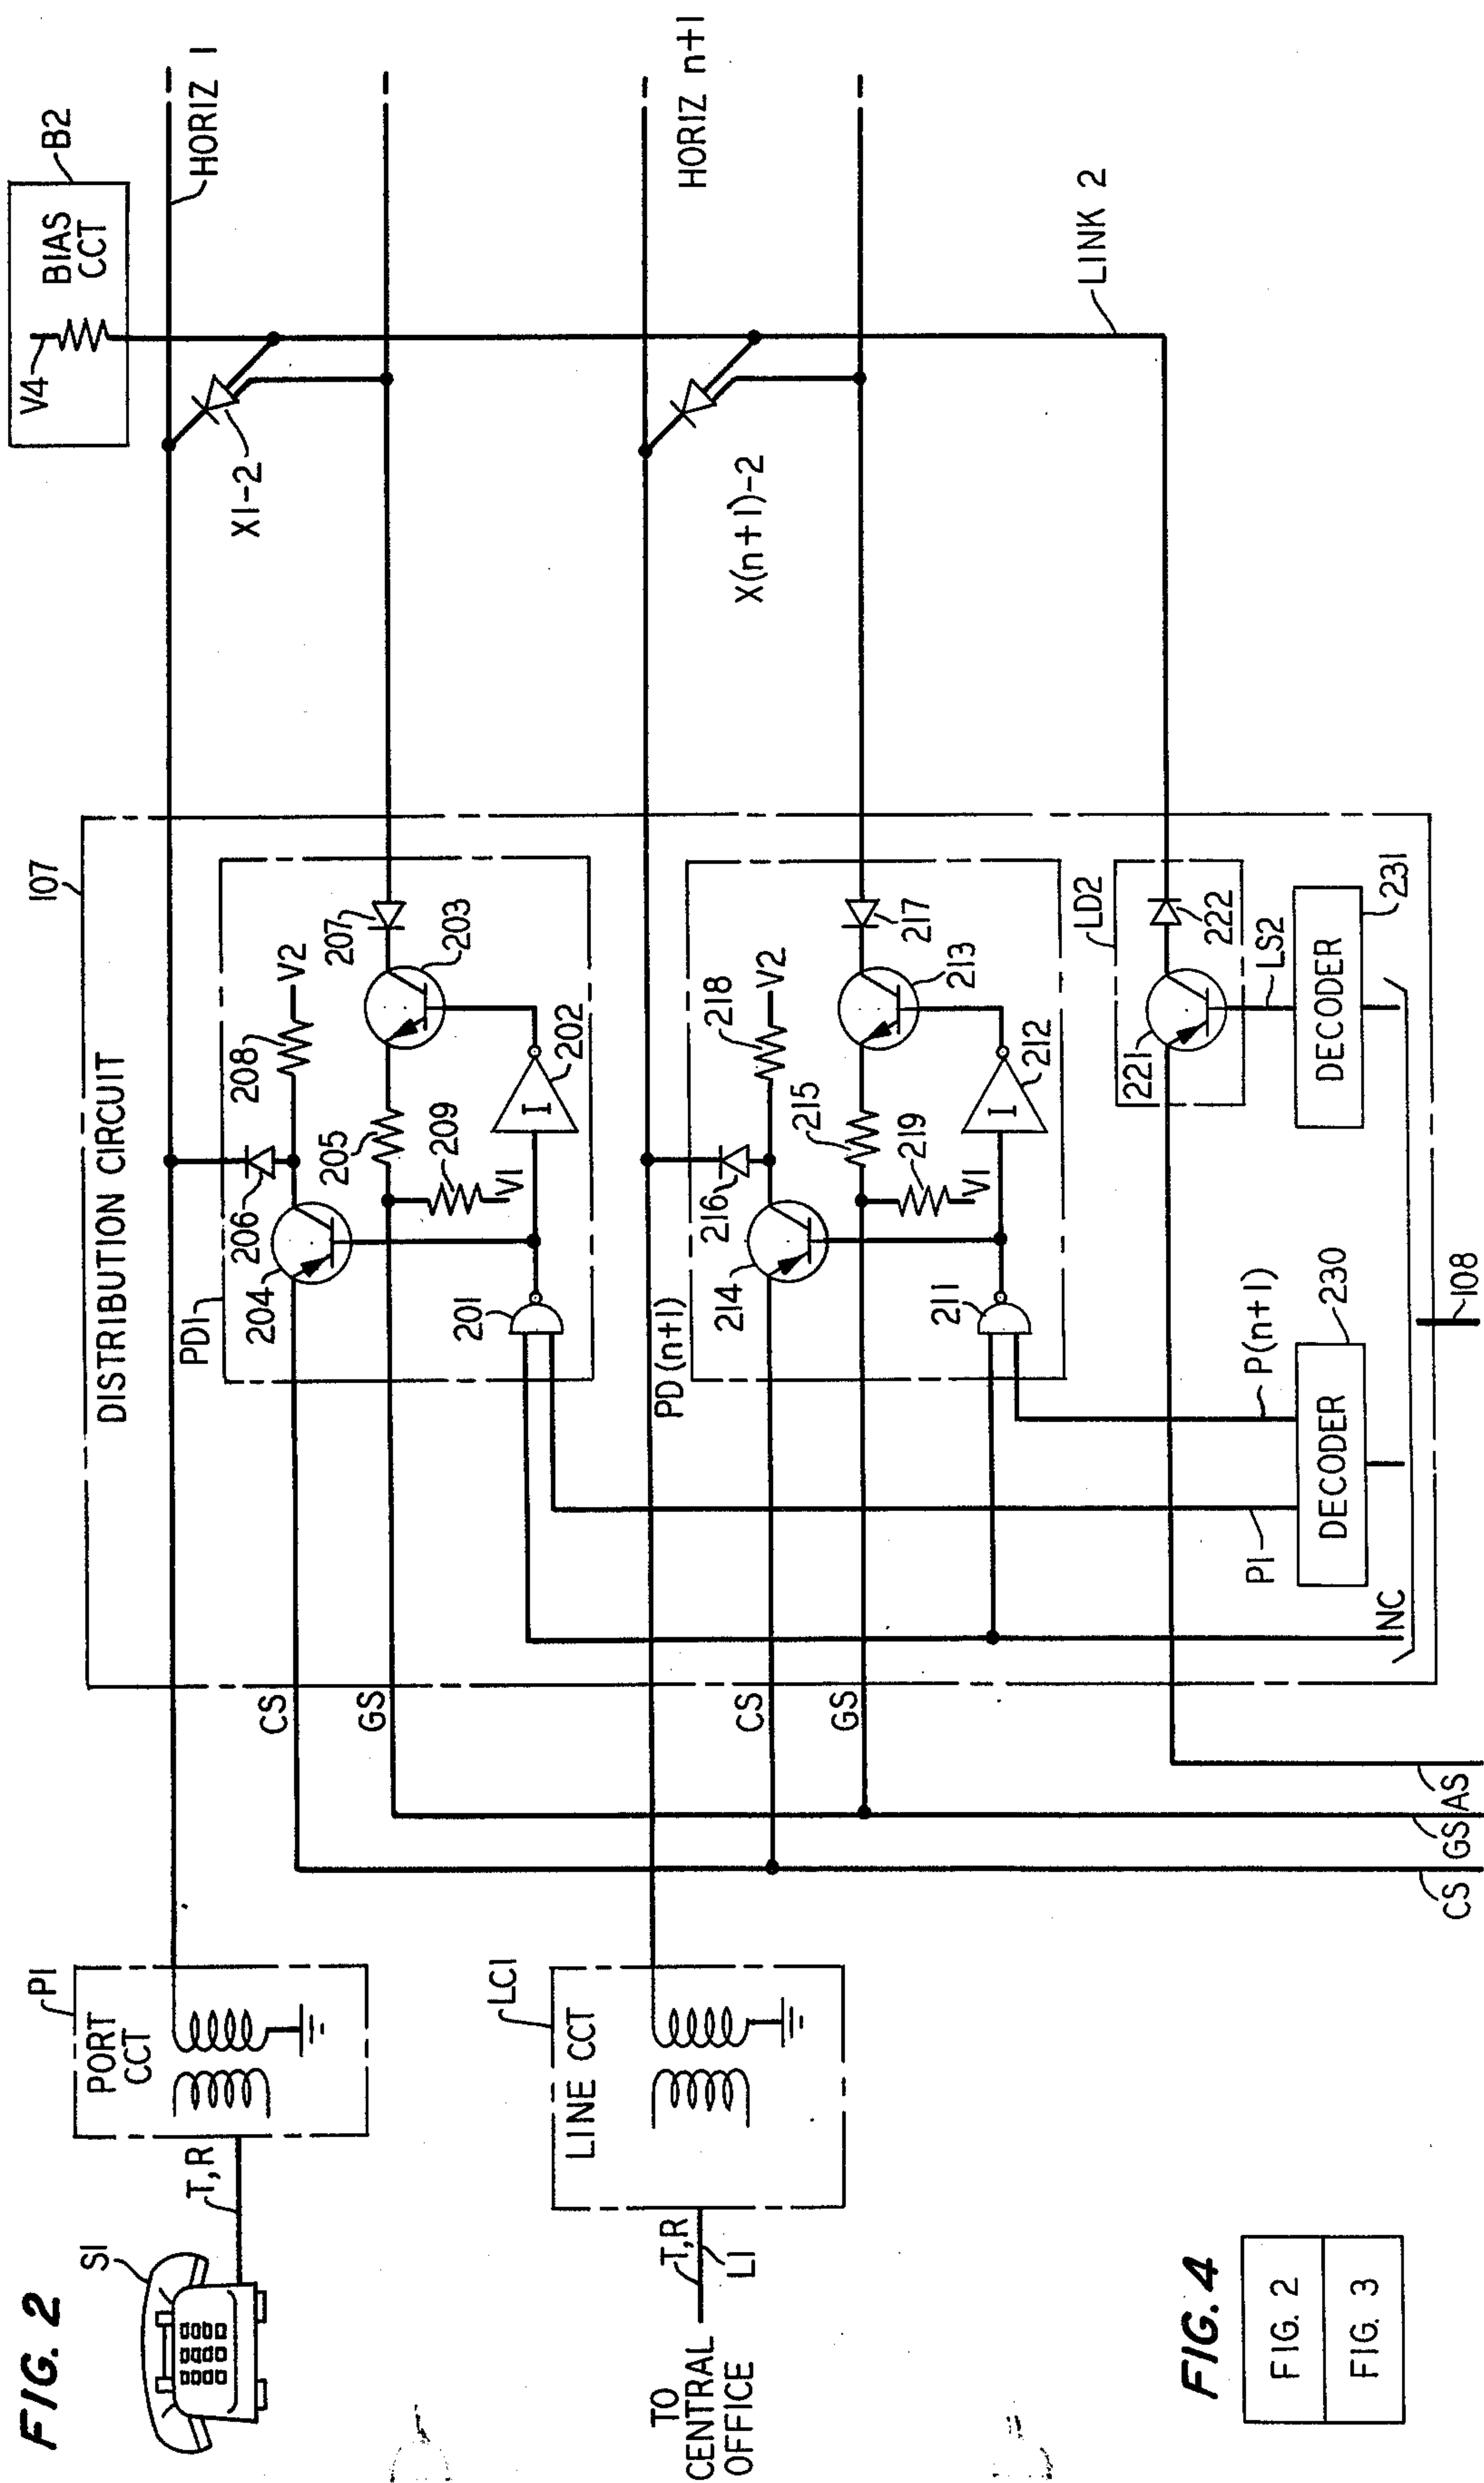 FIG. 2
S1
T,R
P1
PORT
CCT
TO
CENTRAL
OFFICE
T,R
L1
LC1
LINE CCT
CS
GS
CS
GS
CS
GS
AS
107
DISTRIBUTION CIRCUIT
PD1
204
206
208
V2
205
207
203
209
V1
201
202
PD(n+1)
214
216
218
V2
215
217
213
219
V1
211
212
LD2
221
222
LS2
P1
P(n+1)
NC
DECODER
230
DECODER
231
108
V4
BIAS
CCT
B2
HORIZ 1
X1-2
HORIZ n+1
X(n+1)-2
LINK 2
I
I
FIG. 4
FIG. 2
FIG. 3